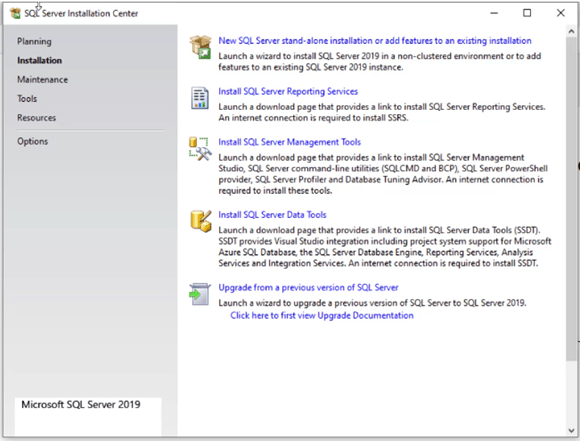 SQL Server Installation Center
Planning
Installation
Maintenance
Tools
Resources
Options
New SQL Server stand-alone installation or add features to an existing installation
Launch a wizard to install SQL Server 2019 in a non-clustered environment or to add
features to an existing SQL Server 2019 instance.
Install SQL Server Reporting Services
Launch a download page that provides a link to install SQL Server Reporting Services.
An internet connection is required to install SSRS.
Install SQL Server Management Tools
Launch a download page that provides a link to install SQL Server Management
Studio, SQL Server command-line utilities (SQLCMD and BCP), SQL Server PowerShell
provider, SQL Server Profiler and Database Tuning Advisor. An internet connection is
required to install these tools.
Install SQL Server Data Tools
Launch a download page that provides a link to install SQL Server Data Tools (SSDT).
SSDT provides Visual Studio integration including project system support for Microsoft
Azure SQL Database, the SQL Server Database Engine, Reporting Services, Analysis
Services and Integration Services. An internet connection is required to install SSDT.
Upgrade from a previous version of SQL Server
Launch a wizard to upgrade a previous version of SQL Server to SQL Server 2019.
Click here to first view Upgrade Documentation
Microsoft SQL Server 2019